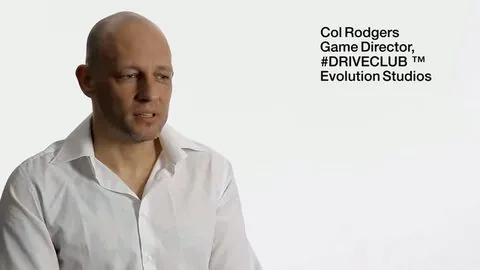 Col Rodgers
Game Director,
#DRIVECLUB ™
Evolution Studios